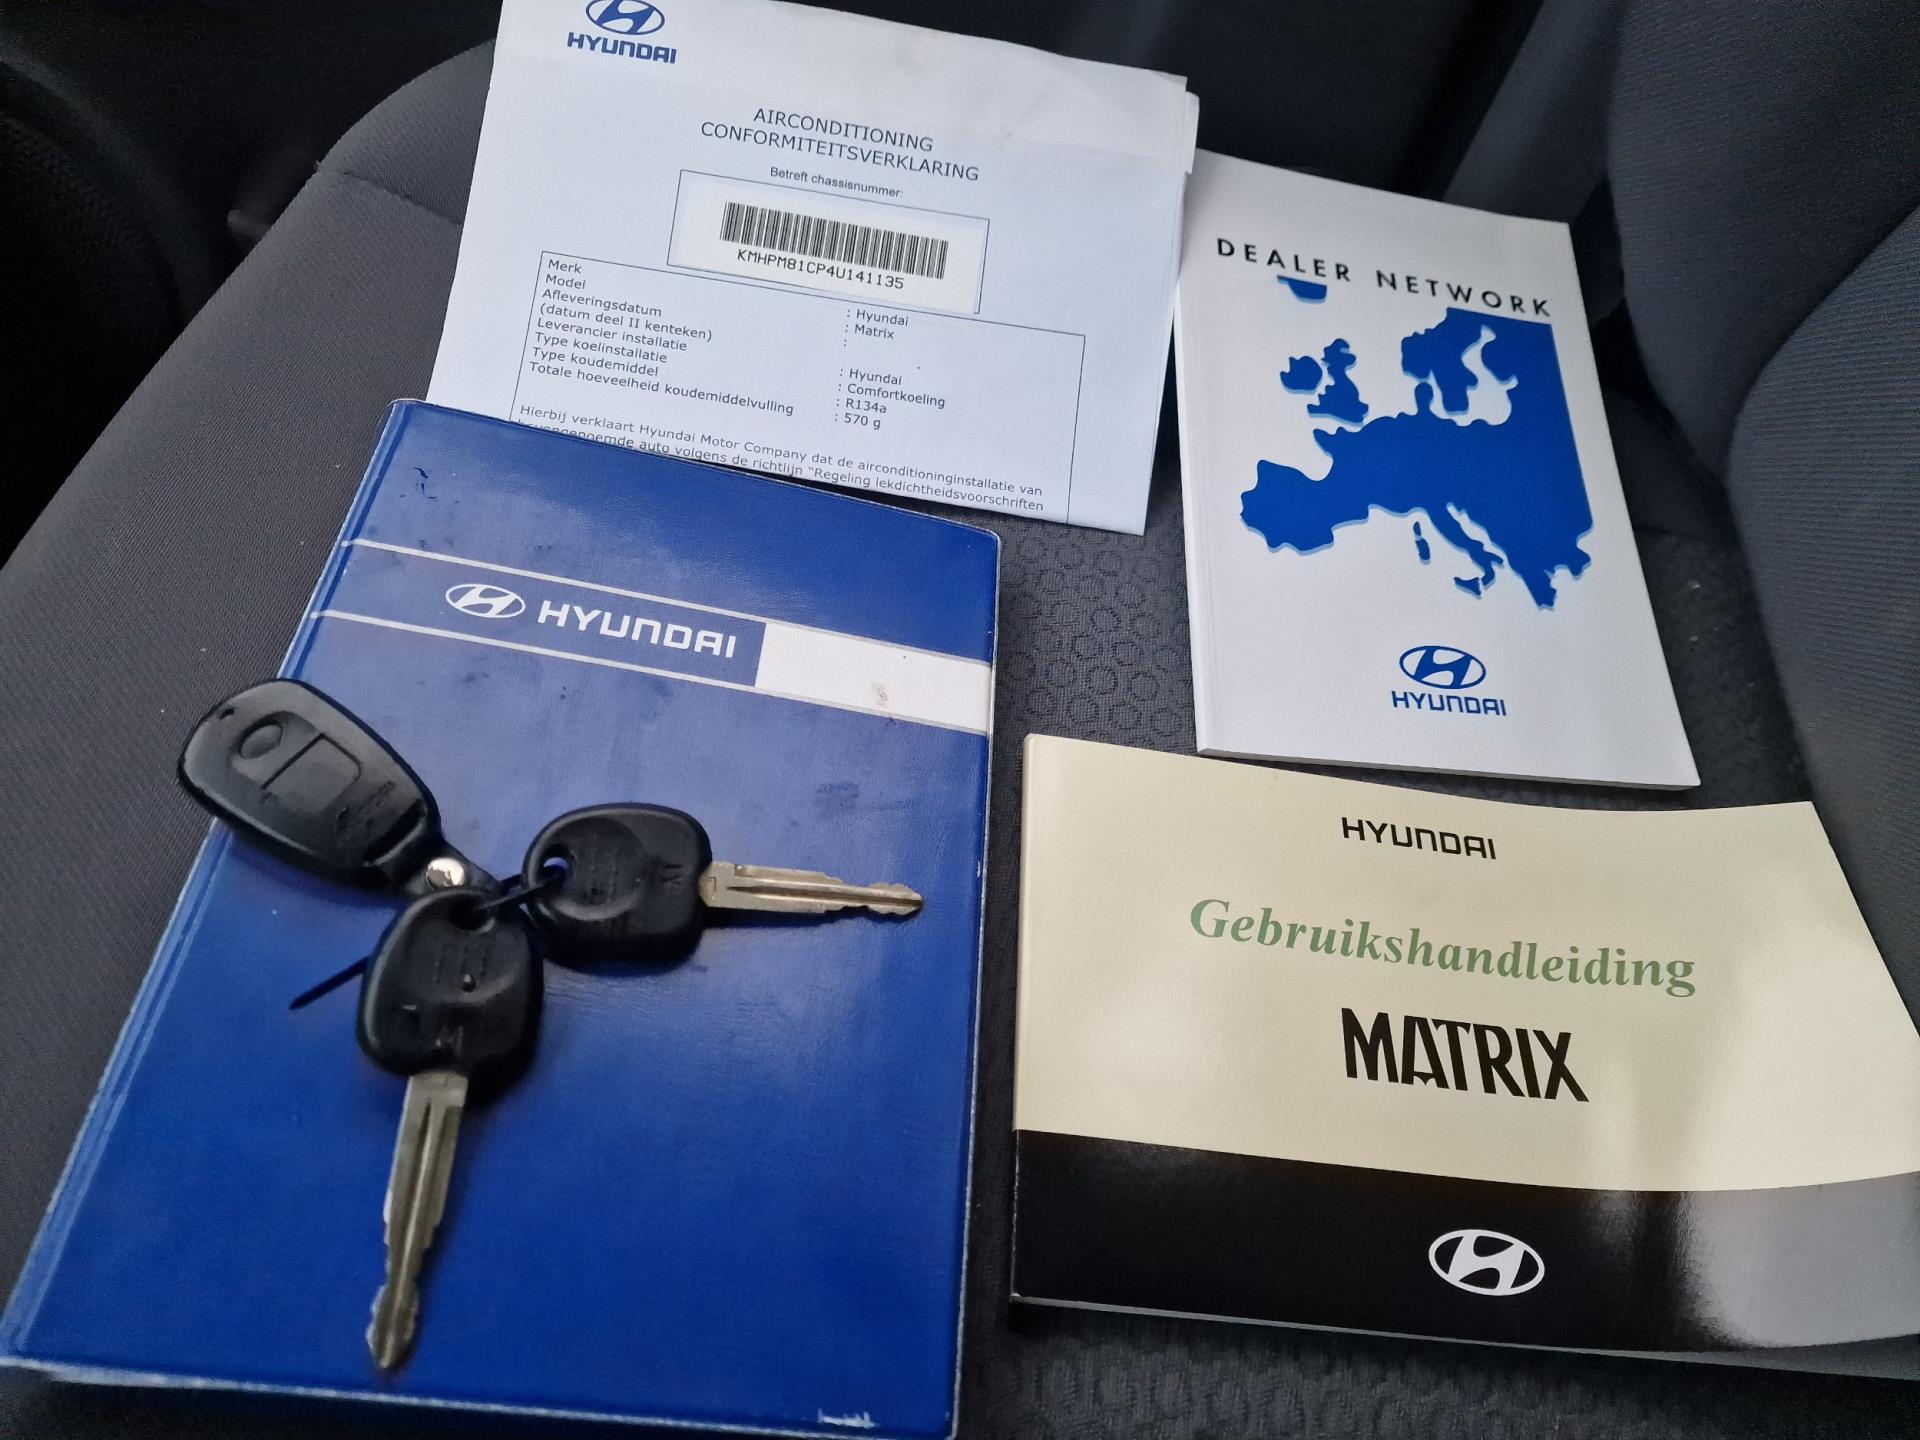 HYUNDAI
AIRCONDITIONING
CONFORMITEITSVERKLARING
Betreft chassisnummer:
KMHPM81CP4U141135
Merk : Hyundai
Model : Matrix
Afleveringsdatum :
(datum deel II kenteken)
Leverancier installatie : Hyundai
Type koelinstallatie : Comfortkoeling
Type koudemiddel : R134a
Totale hoeveelheid koudemiddelvulling : 570 g
Hierbij verklaart Hyundai Motor Company dat de airconditioninginstallatie van
bovengenoemde auto volgens de richtlijn "Regeling lekdichtheidsvoorschriften
DEALER NETWORK
HYUNDAI
HYUNDAI
HYUNDAI
Gebruikshandleiding
MATRIX